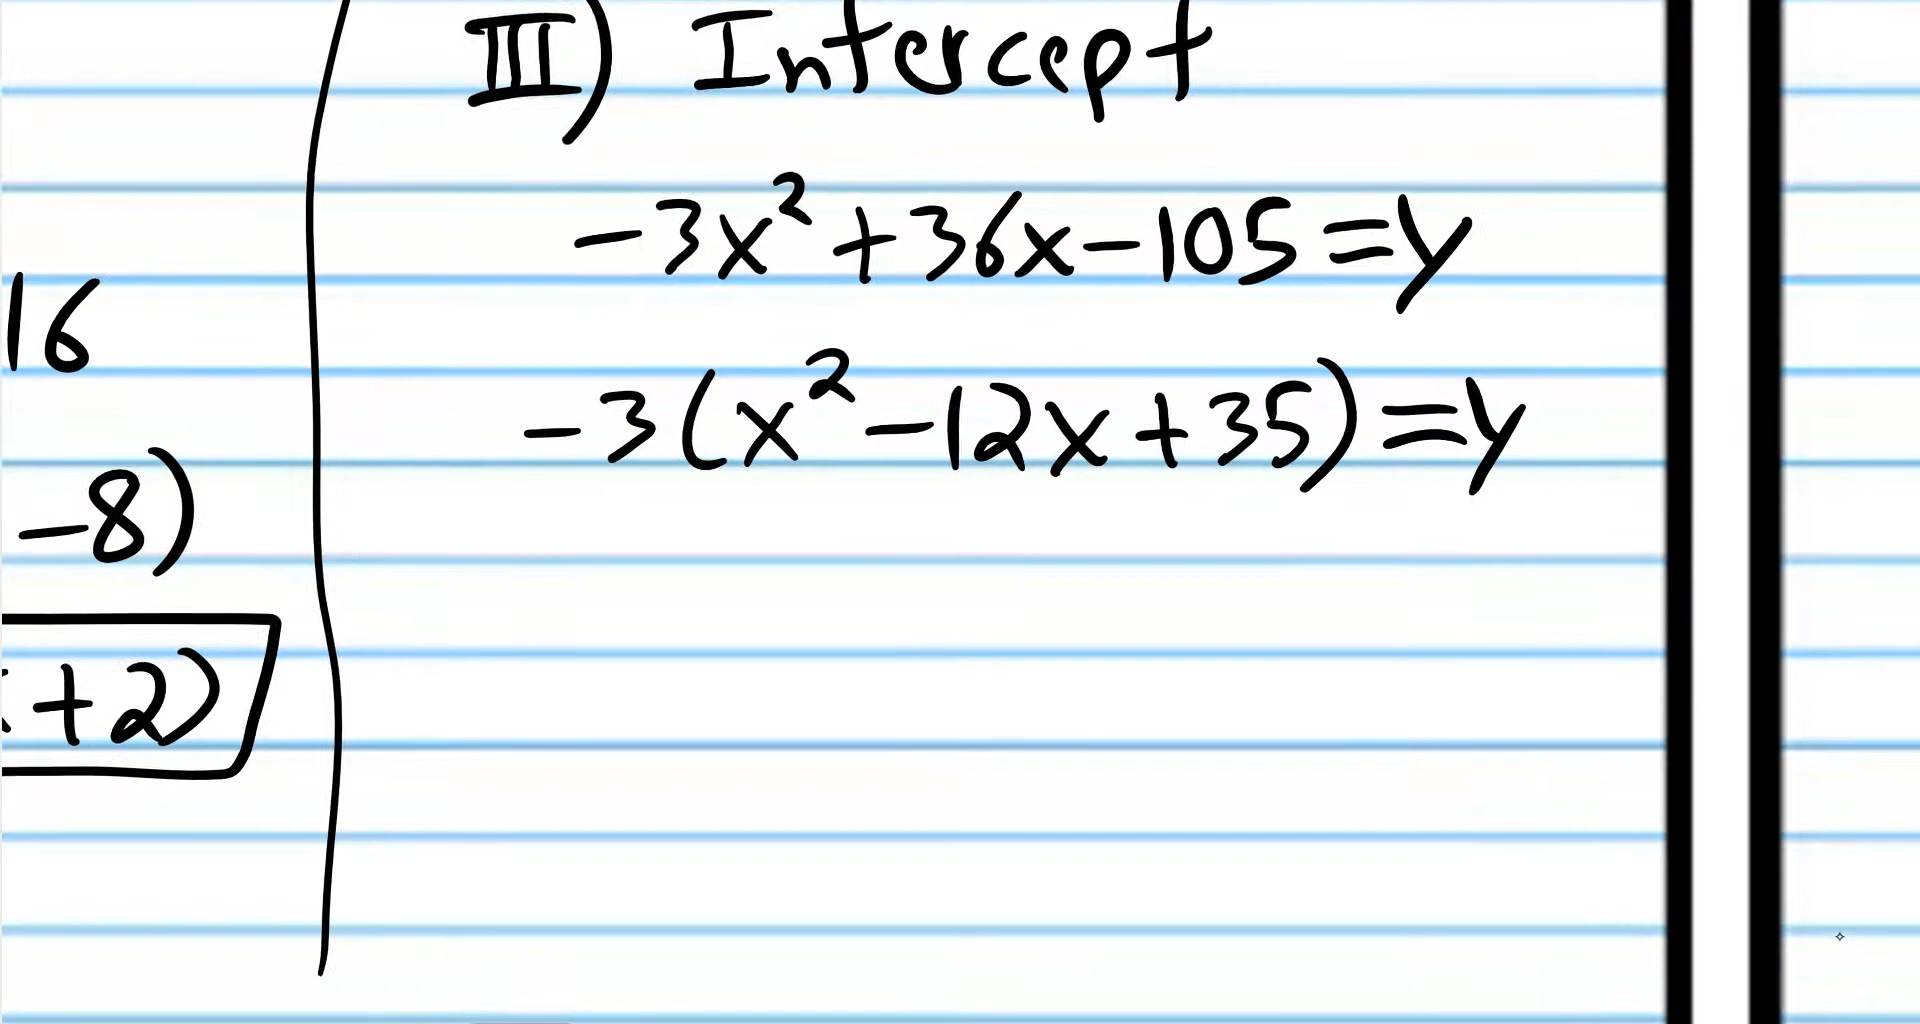 16
-8)
+2)
III) Intercept
-3x² +36x-105=y
-3(x²-12x+35)=y